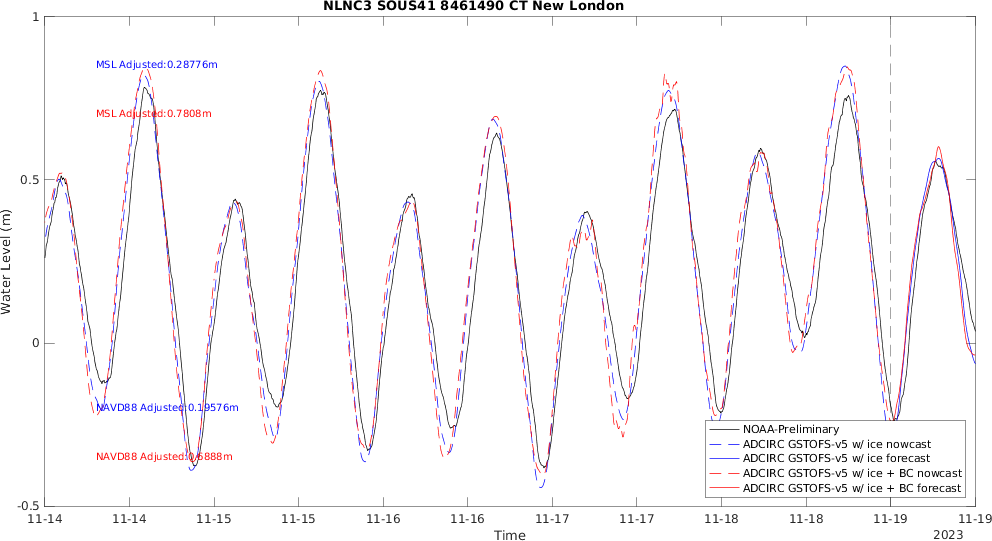 NLNC3 SOUS41 8461490 CT New London
1
0.5
0
-0.5
Water Level (m)
MSL Adjusted:0.28776m
MSL Adjusted:0.7808m
NAVD88 Adjusted:0.19576m
NAVD88 Adjusted:0.6888m
NOAA-Preliminary
ADCIRC GSTOFS-v5 w/ ice nowcast
ADCIRC GSTOFS-v5 w/ ice forecast
ADCIRC GSTOFS-v5 w/ ice + BC nowcast
ADCIRC GSTOFS-v5 w/ ice + BC forecast
11-14 11-14 11-15 11-15 11-16 11-16 11-17 11-17 11-18 11-18 11-19 11-19
Time
2023